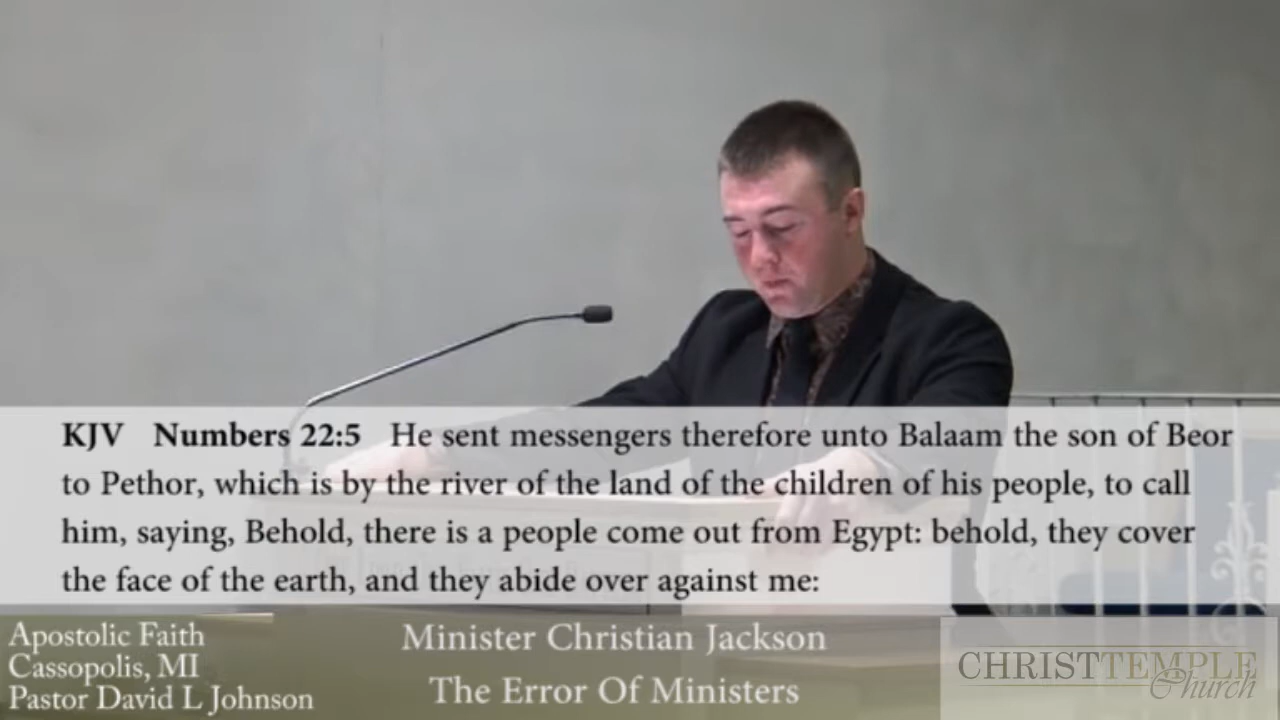 KJV Numbers 22:5 He sent messengers therefore unto Balaam the son of Beor
to Pethor, which is by the river of the land of the children of his people, to call
him, saying, Behold, there is a people come out from Egypt: behold, they cover
the face of the earth, and they abide over against me:
Apostolic Faith
Cassopolis, MI
Pastor David L Johnson
Minister Christian Jackson
The Error Of Ministers
CHRISTTEMPLE
Church